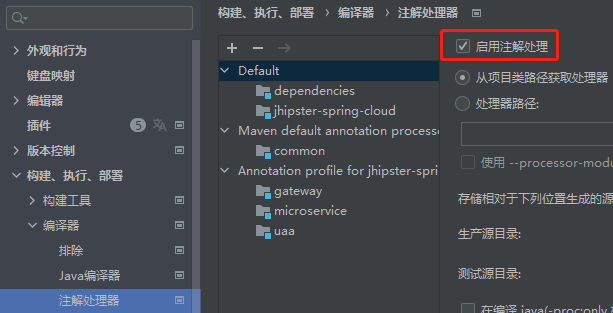 构建、执行、部署 > 编译器 > 注解处理器
外观和行为
键盘映射
编辑器
插件 5
版本控制
构建、执行、部署
构建工具
编译器
排除
Java编译器
注解处理器
Default
dependencies
jhipster-spring-cloud
Maven default annotation processo
common
Annotation profile for jhipster-spri
gateway
microservice
uaa
启用注解处理
从项目类路径获取处理器
处理器路径:
使用 --processor-modu
存储相对于下列位置生成的源
生产源目录:
测试源目录:
在编译 java(-proc:only